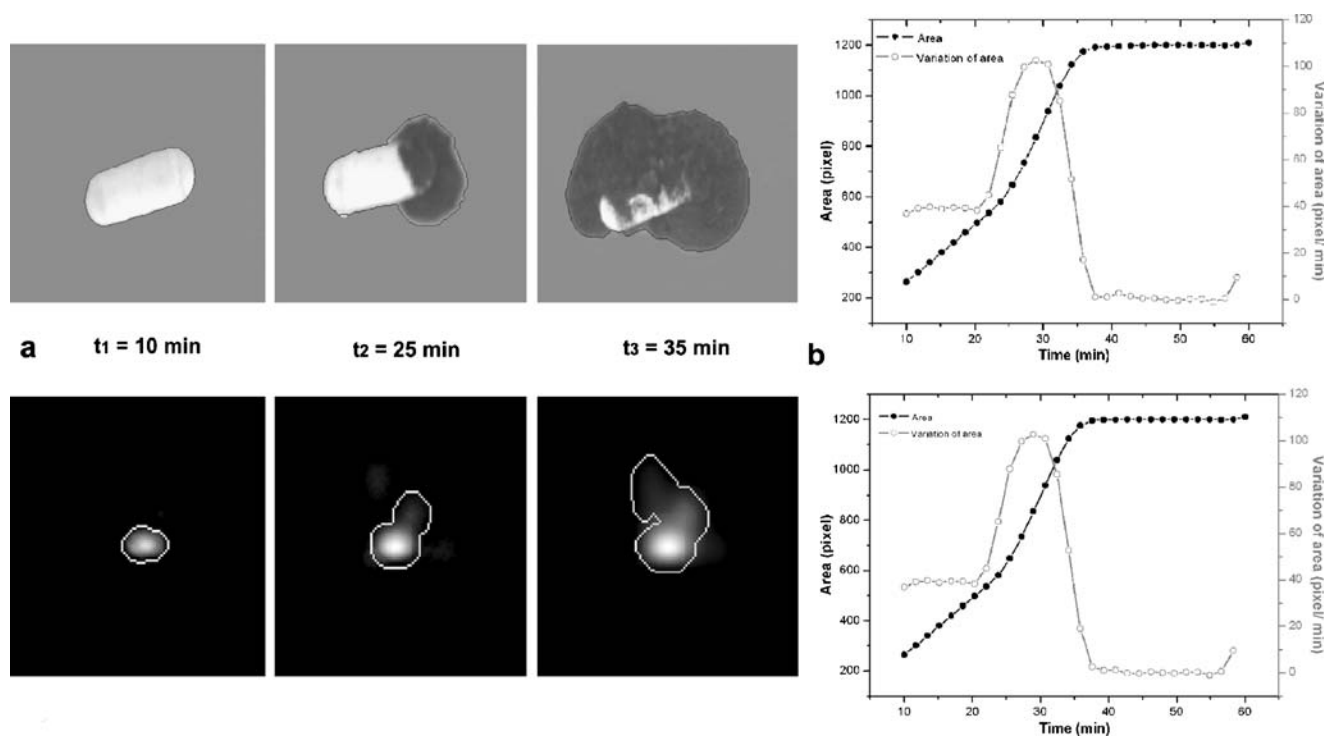 a
t1 = 10 min
t2 = 25 min
t3 = 35 min
b
Area
Variation of area
Area (pixel)
1200
1000
800
600
400
200
120
100
80
60
40
20
0
Variation of area (pixel/ min)
10 20 30 40 50 60
Time (min)
Area
Variation of area
Area (pixel)
1200
1000
800
600
400
200
120
100
80
60
40
20
0
Variation of area (pixel/ min)
10 20 30 40 50 60
Time (min)